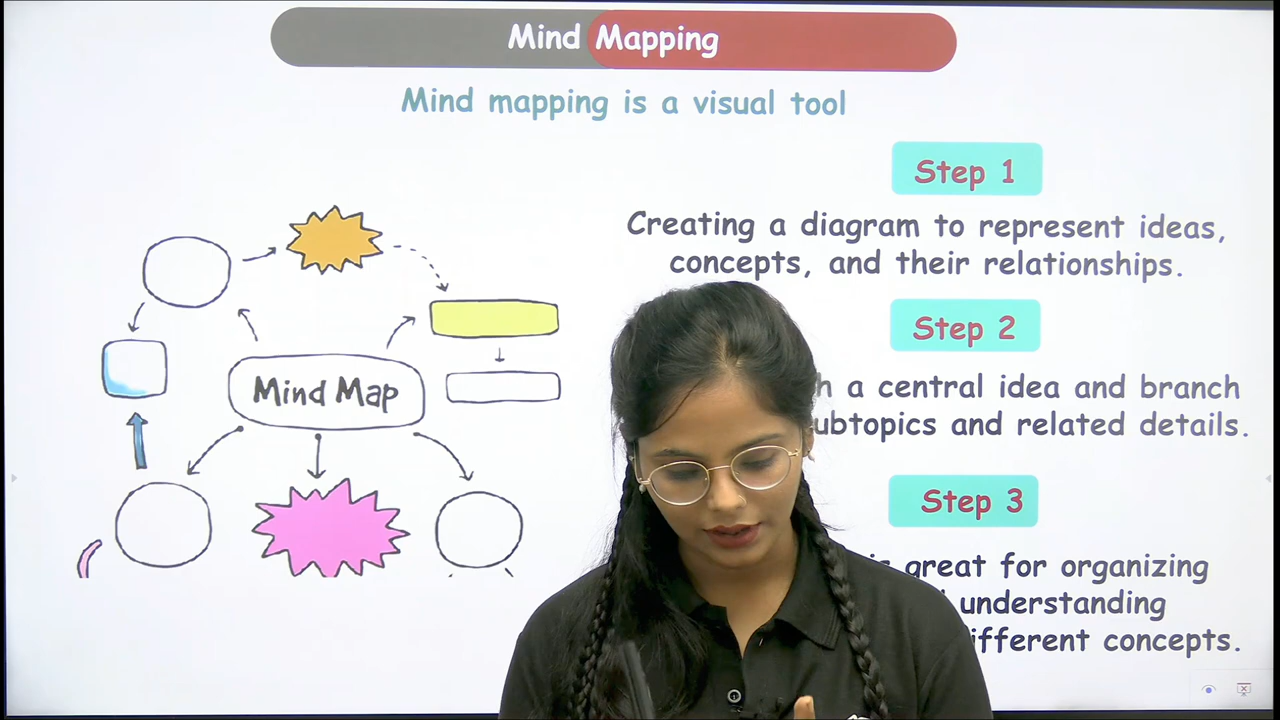 Mind Mapping
Mind mapping is a visual tool
Step 1
Creating a diagram to represent ideas,
concepts, and their relationships.
Step 2
a central idea and branch
and related details.
Step 3
great for organizing
understanding
concepts.
Mind Map